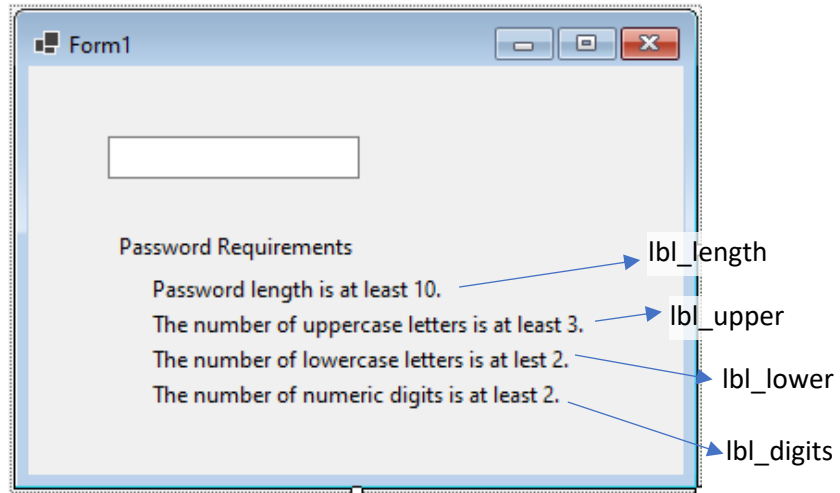 Form1
Password Requirements
Password length is at least 10.
lbl_length
The number of uppercase letters is at least 3.
lbl_upper
The number of lowercase letters is at lest 2.
lbl_lower
The number of numeric digits is at least 2.
lbl_digits